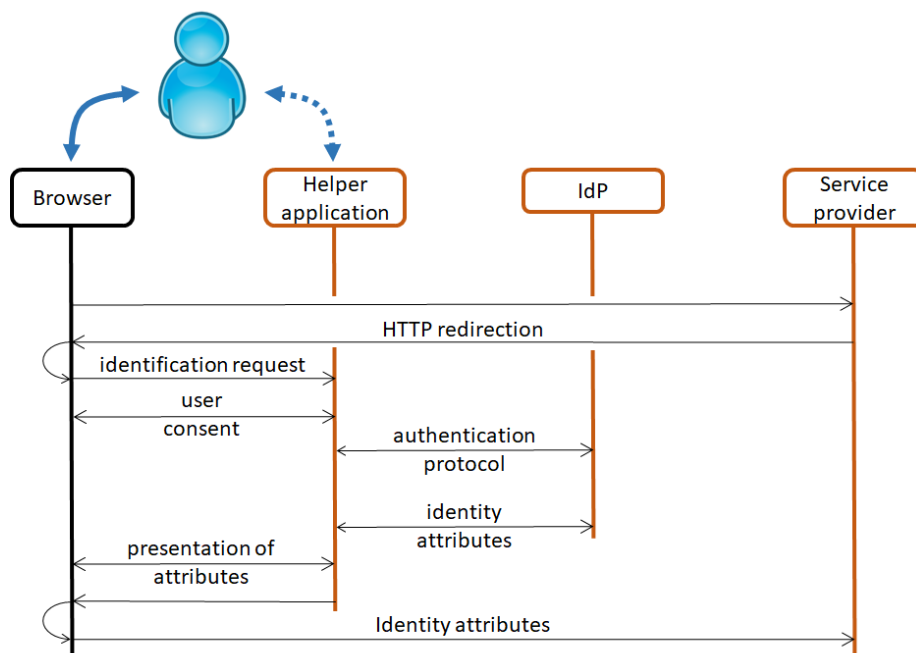 Browser
Helper
application
IdP
Service
provider
HTTP redirection
identification request
user
consent
authentication
protocol
identity
attributes
presentation of
attributes
Identity attributes